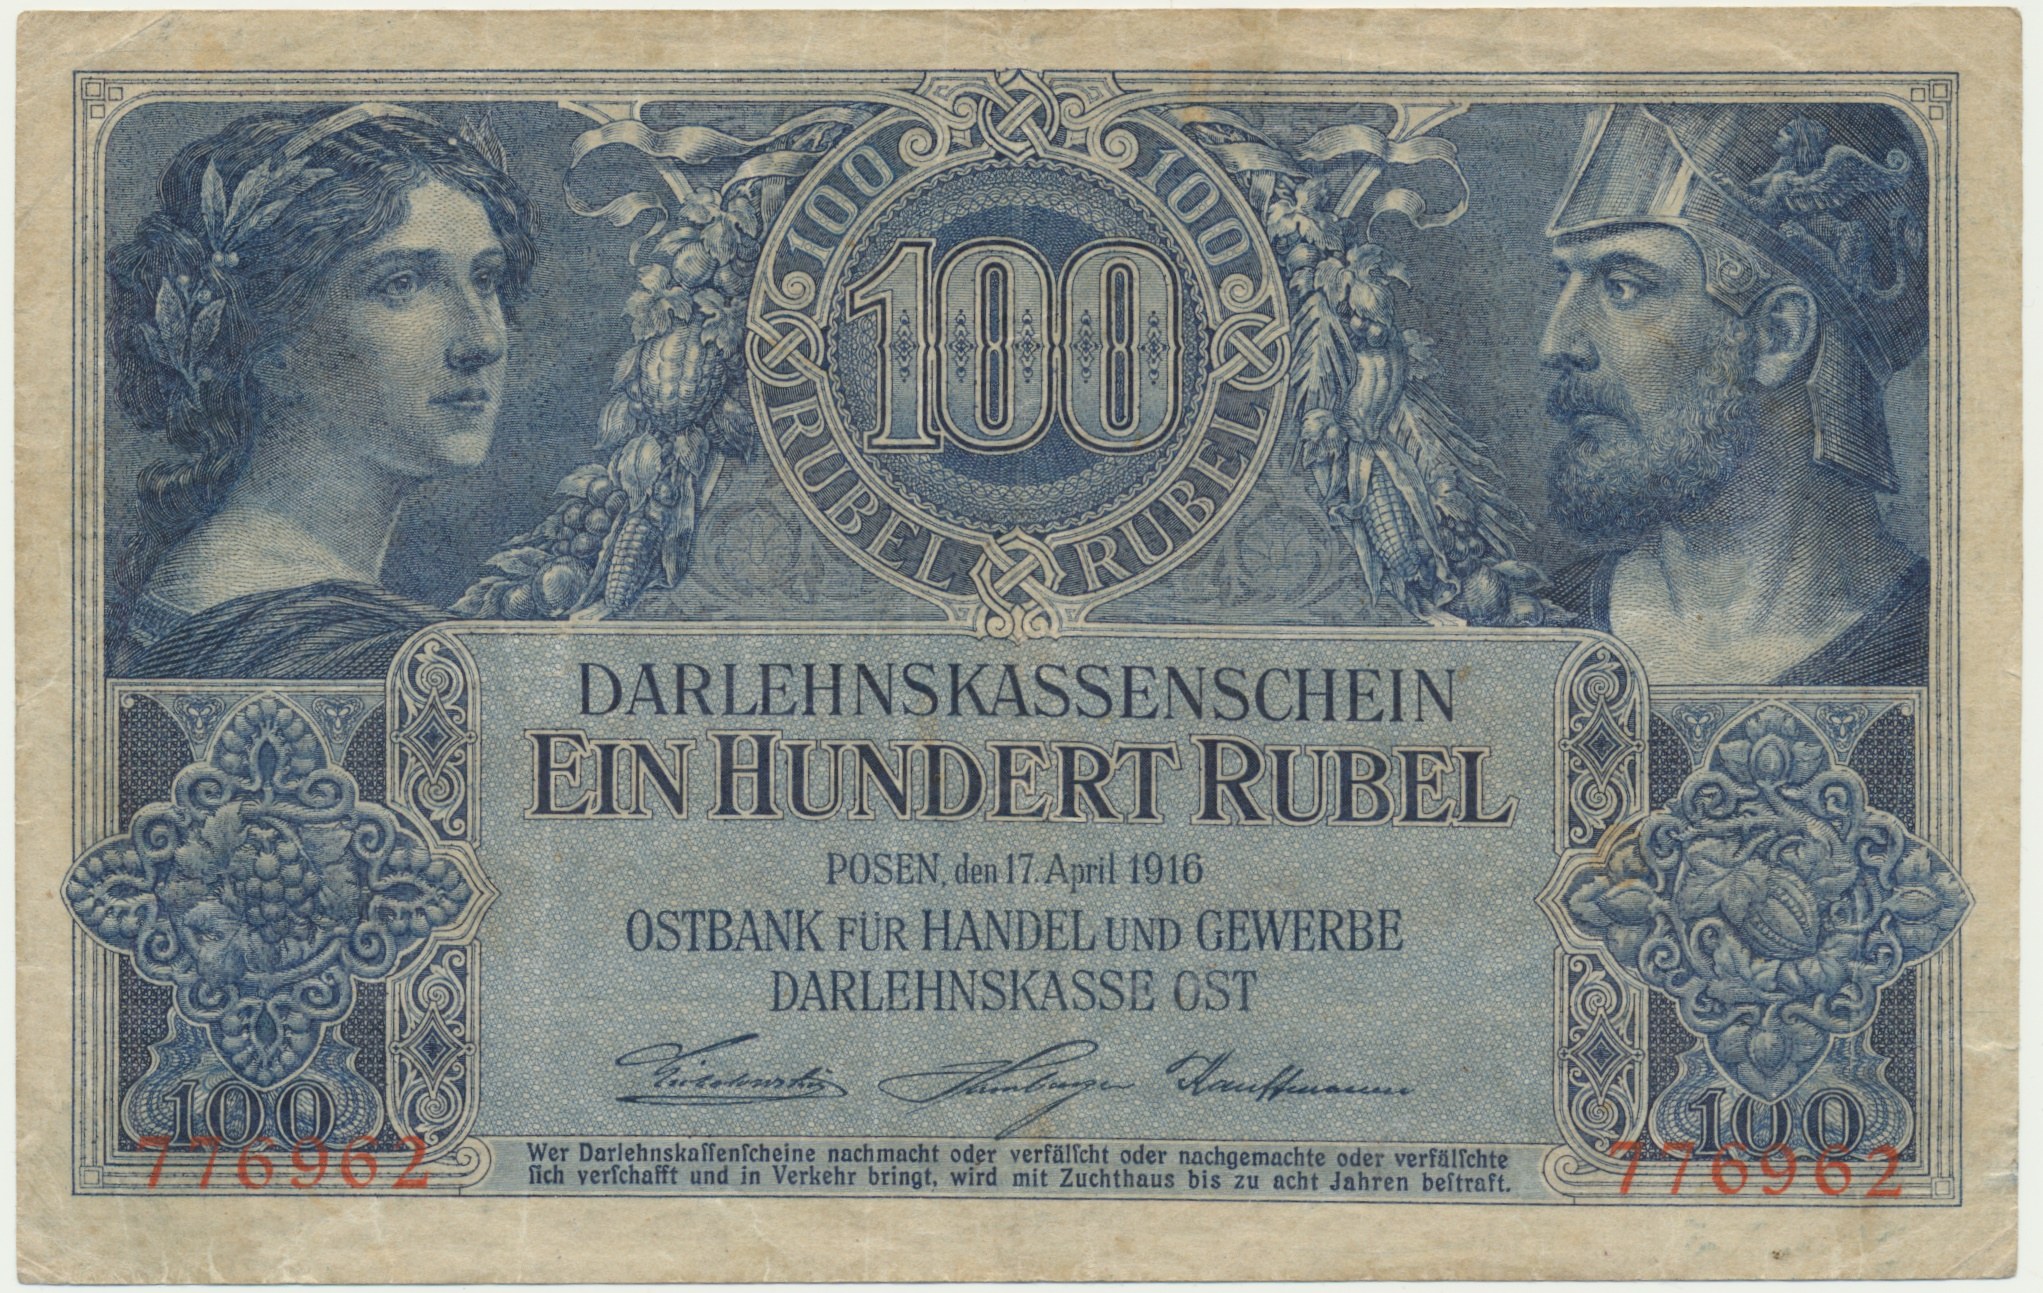 100 100
100
RUBEL RUBEL
DARLEHNSKASSENSCHEIN
EIN HUNDERT RUBEL
POSEN, den 17. April 1916
OSTBANK FÜR HANDEL UND GEWERBE
DARLEHNSKASSE OST
Kauffmann
100 100
776962 776962
Wer Darlehnskaſſenſcheine nachmacht oder verfälſcht oder nachgemachte oder verfälſchte
ſich verſchafft und in Verkehr bringt, wird mit Zuchthaus bis zu acht Jahren beſtraft.